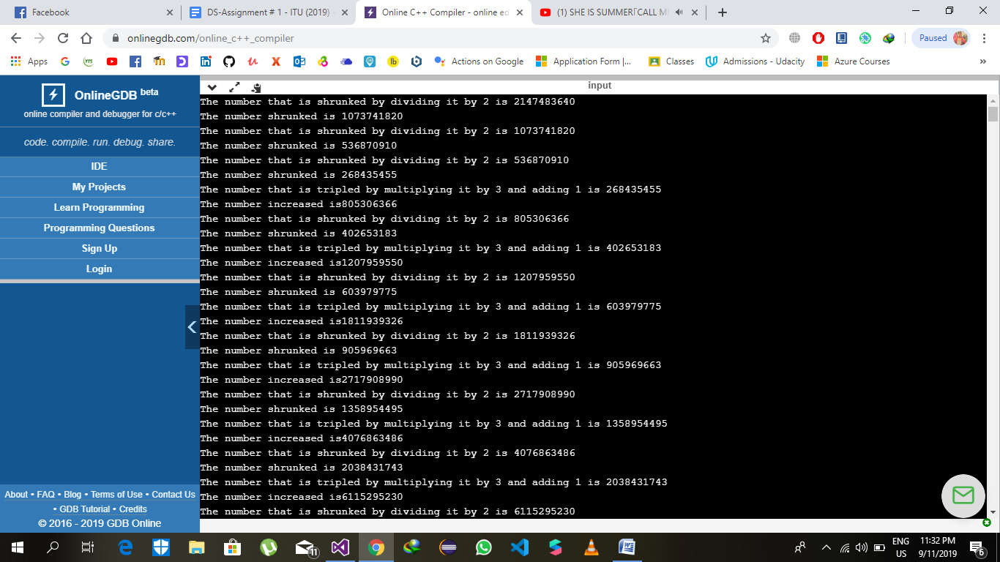 Facebook
DS-Assignment # 1 - ITU (2019) -
Online C++ Compiler - online ed
(1) SHE IS SUMMER「CALL M
onlinegdb.com/online_c++_compiler
Paused
Apps
Actions on Google
Application Form |...
Classes
Admissions - Udacity
Azure Courses
»
OnlineGDB beta
online compiler and debugger for c/c++
code. compile. run. debug. share.
IDE
My Projects
Learn Programming
Programming Questions
Sign Up
Login
About • FAQ • Blog • Terms of Use • Contact Us
• GDB Tutorial • Credits
© 2016 - 2019 GDB Online
input
The number that is shrunked by dividing it by 2 is 2147483640
The number shrunked is 1073741820
The number that is shrunked by dividing it by 2 is 1073741820
The number shrunked is 536870910
The number that is shrunked by dividing it by 2 is 536870910
The number shrunked is 268435455
The number that is tripled by multiplying it by 3 and adding 1 is 268435455
The number increased is805306366
The number that is shrunked by dividing it by 2 is 805306366
The number shrunked is 402653183
The number that is tripled by multiplying it by 3 and adding 1 is 402653183
The number increased is1207959550
The number that is shrunked by dividing it by 2 is 1207959550
The number shrunked is 603979775
The number that is tripled by multiplying it by 3 and adding 1 is 603979775
The number increased is1811939326
The number that is shrunked by dividing it by 2 is 1811939326
The number shrunked is 905969663
The number that is tripled by multiplying it by 3 and adding 1 is 905969663
The number increased is2717908990
The number that is shrunked by dividing it by 2 is 2717908990
The number shrunked is 1358954495
The number that is tripled by multiplying it by 3 and adding 1 is 1358954495
The number increased is4076863486
The number that is shrunked by dividing it by 2 is 4076863486
The number shrunked is 2038431743
The number that is tripled by multiplying it by 3 and adding 1 is 2038431743
The number increased is6115295230
The number that is shrunked by dividing it by 2 is 6115295230
11
ENG
US
11:32 PM
9/11/2019
6